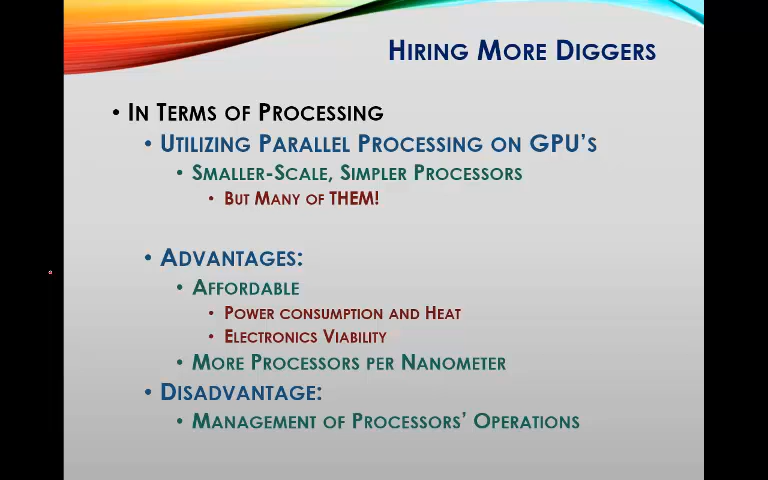 Hiring More Diggers
• In Terms of Processing
• Utilizing Parallel Processing on GPU's
• Smaller-Scale, Simpler Processors
• But Many of THEM!
• Advantages:
• Affordable
• Power consumption and Heat
• Electronics Viability
• More Processors per Nanometer
• Disadvantage:
• Management of Processors' Operations